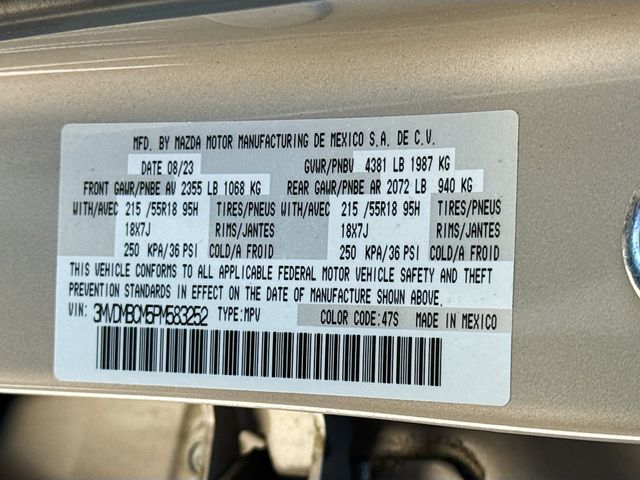 MFD. BY MAZDA MOTOR MANUFACTURING DE MEXICO S.A. DE C.V.
DATE 08/23 GVWR/PNBV 4381 LB 1987 KG
FRONT GAWR/PNBE AV 2355 LB 1068 KG REAR GAWR/PNBE AR 2072 LB 940 KG
WITH/AVEC 215 /55R18 95H TIRES/PNEUS WITH/AVEC 215 /55R18 95H TIRES/PNEUS
18X7J RIMS/JANTES 18X7J RIMS/JANTES
250 KPA/36 PSI COLD/A FROID 250 KPA/36 PSI COLD/A FROID
THIS VEHICLE CONFORMS TO ALL APPLICABLE FEDERAL MOTOR VEHICLE SAFETY AND THEFT
PREVENTION STANDARDS IN EFFECT ON THE DATE OF MANUFACTURE SHOWN ABOVE.
VIN: 3MVDMBCM5PM583252 TYPE:MPV COLOR CODE:47S MADE IN MEXICO